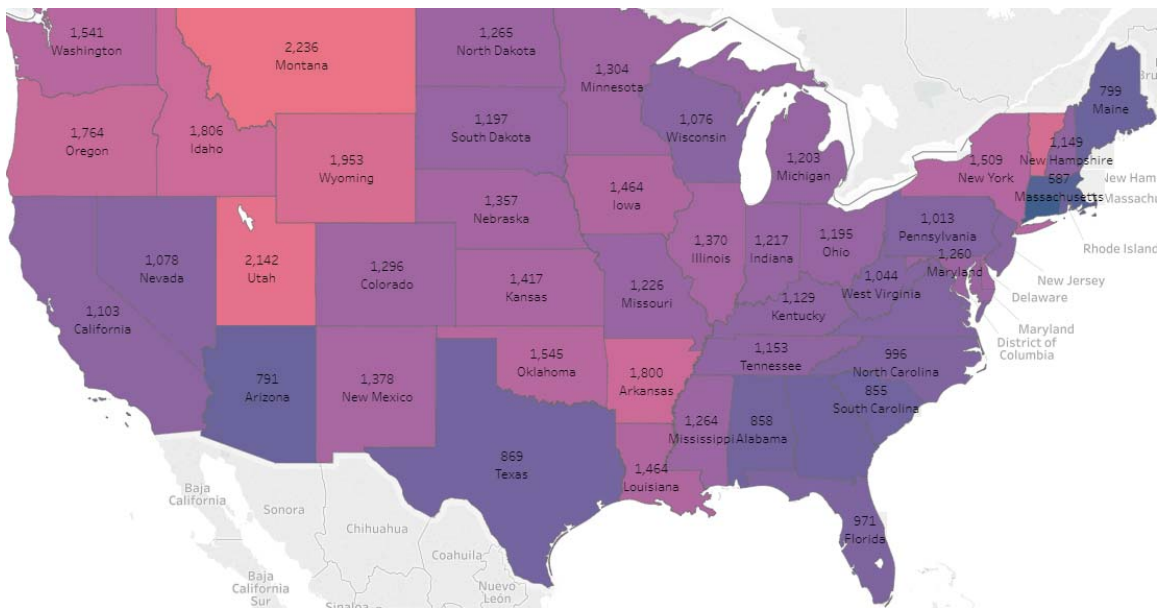 1,541
Washington
2,236
Montana
1,265
North Dakota
1,304
Minnesota
799
Maine
1,764
Oregon
1,806
Idaho
1,953
Wyoming
1,197
South Dakota
1,076
Wisconsin
1,203
Michigan
1,509
New York
1,149
New Hampshire
587
Massachusetts
New Ham
Massachus
Rhode Island
1,078
Nevada
2,142
Utah
1,296
Colorado
1,357
Nebraska
1,464
Iowa
1,370
Illinois
1,217
Indiana
1,195
Ohio
1,013
Pennsylvania
1,260
Maryland
New Jersey
Delaware
Maryland
District of
Columbia
1,103
California
1,417
Kansas
1,226
Missouri
1,129
Kentucky
1,044
West Virginia
791
Arizona
1,378
New Mexico
1,545
Oklahoma
1,800
Arkansas
1,153
Tennessee
996
North Carolina
855
South Carolina
869
Texas
1,464
Louisiana
1,264
Mississippi
858
Alabama
971
Florida
Baja
California
Sonora
Chihuahua
Coahuila
Baja
California
Sur
Sinaloa
Nuevo
León